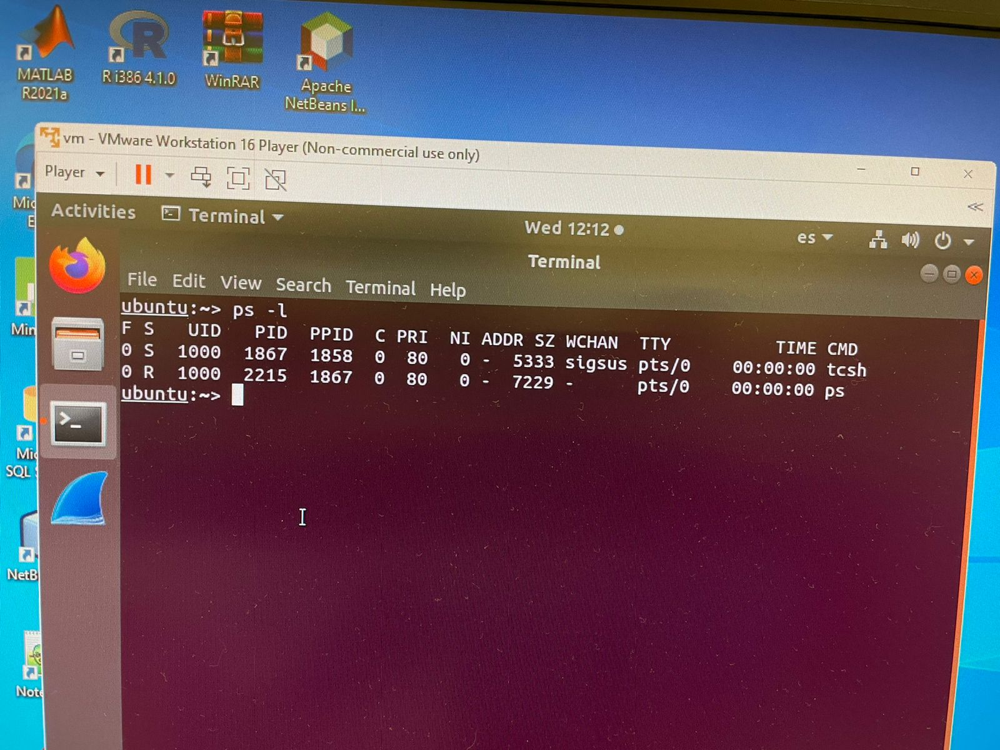 MATLAB
R2021a
R i386 4.1.0
WinRAR
Apache
NetBeans I...
vm - VMware Workstation 16 Player (Non-commercial use only)
Player
Activities
Terminal
Wed 12:12
es
Terminal
File Edit View Search Terminal Help
ubuntu:~> ps -l
F S UID PID PPID C PRI NI ADDR SZ WCHAN TTY TIME CMD
0 S 1000 1867 1858 0 80 0 - 5333 sigsus pts/0 00:00:00 tcsh
0 R 1000 2215 1867 0 80 0 - 7229 - pts/0 00:00:00 ps
ubuntu:~>
Mic
E
Min
Mic
SQL S
NetB
Note